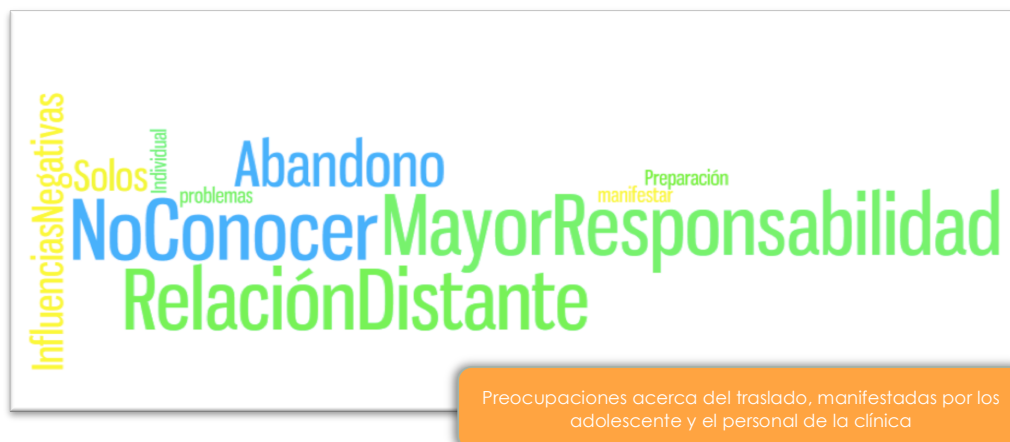 InfluenciasNegativas
Solos
Individual
Abandono
problemas
Preparación
manifestar
NoConocer
MayorResponsabilidad
RelaciónDistante
Preocupaciones acerca del traslado, manifestadas por los
adolescente y el personal de la clínica